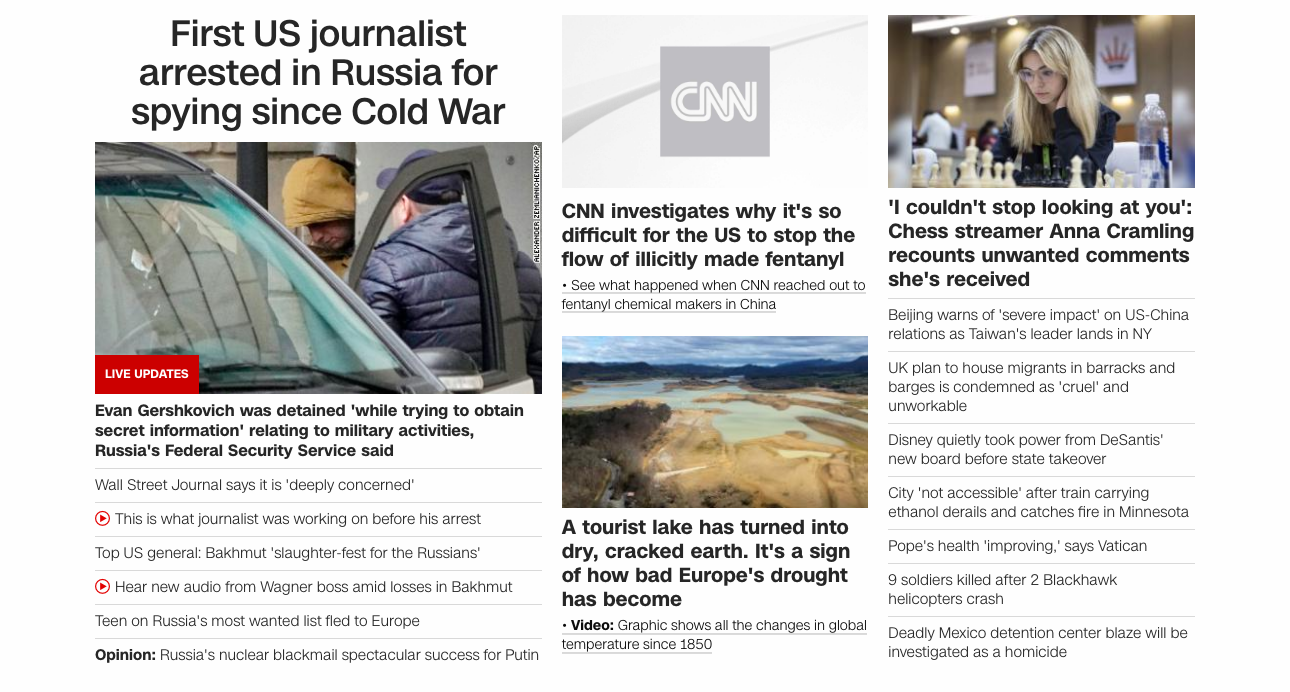 First US journalist
arrested in Russia for
spying since Cold War
ALEXANDER ZEMLIANICHENKO/AP
LIVE UPDATES
Evan Gershkovich was detained 'while trying to obtain
secret information' relating to military activities,
Russia's Federal Security Service said
Wall Street Journal says it is 'deeply concerned'
This is what journalist was working on before his arrest
Top US general: Bakhmut 'slaughter-fest for the Russians'
Hear new audio from Wagner boss amid losses in Bakhmut
Teen on Russia's most wanted list fled to Europe
Opinion: Russia's nuclear blackmail spectacular success for Putin
CNN
CNN investigates why it's so
difficult for the US to stop the
flow of illicitly made fentanyl
• See what happened when CNN reached out to
fentanyl chemical makers in China
A tourist lake has turned into
dry, cracked earth. It's a sign
of how bad Europe's drought
has become
• Video: Graphic shows all the changes in global
temperature since 1850
'I couldn't stop looking at you':
Chess streamer Anna Cramling
recounts unwanted comments
she's received
Beijing warns of 'severe impact' on US-China
relations as Taiwan's leader lands in NY
UK plan to house migrants in barracks and
barges is condemned as 'cruel' and
unworkable
Disney quietly took power from DeSantis'
new board before state takeover
City 'not accessible' after train carrying
ethanol derails and catches fire in Minnesota
Pope's health 'improving,' says Vatican
9 soldiers killed after 2 Blackhawk
helicopters crash
Deadly Mexico detention center blaze will be
investigated as a homicide